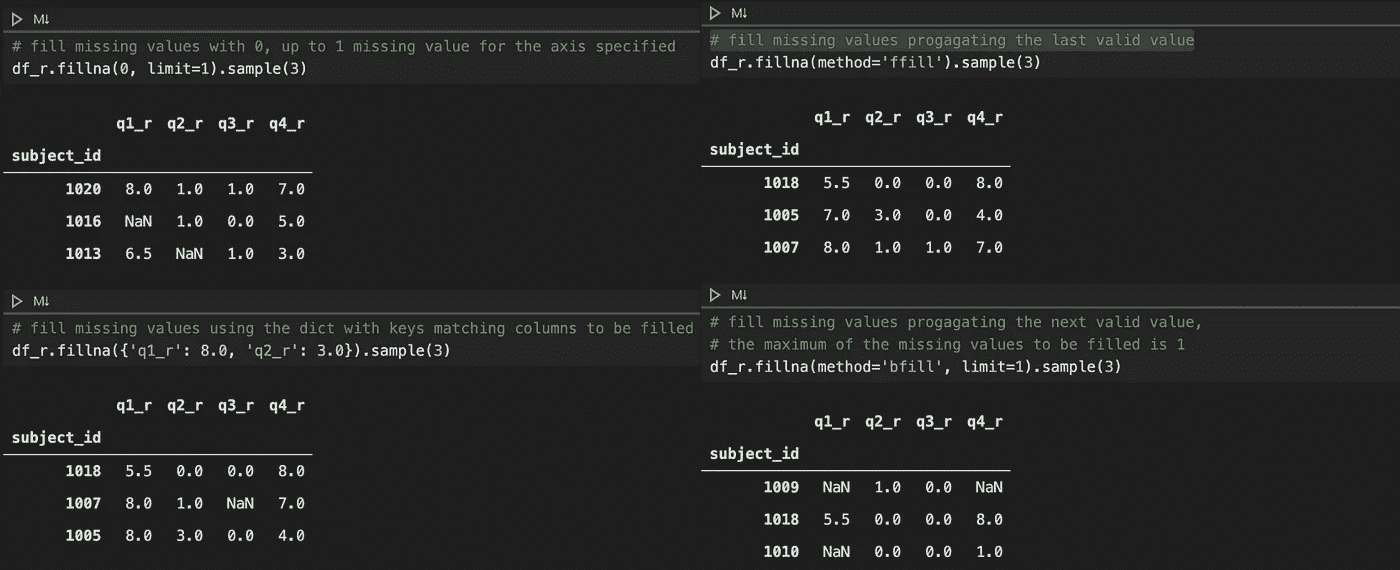 M↓
# fill missing values with 0, up to 1 missing value for the axis specified
df_r.fillna(0, limit=1).sample(3)
q1_r q2_r q3_r q4_r
subject_id
1020 8.0 1.0 1.0 7.0
1016 NaN 1.0 0.0 5.0
1013 6.5 NaN 1.0 3.0
M↓
# fill missing values using the dict with keys matching columns to be filled
df_r.fillna({'q1_r': 8.0, 'q2_r': 3.0}).sample(3)
q1_r q2_r q3_r q4_r
subject_id
1018 5.5 0.0 0.0 8.0
1007 8.0 1.0 NaN 7.0
1005 8.0 3.0 0.0 4.0
M↓
# fill missing values progagating the last valid value
df_r.fillna(method='ffill').sample(3)
q1_r q2_r q3_r q4_r
subject_id
1018 5.5 0.0 0.0 8.0
1005 7.0 3.0 0.0 4.0
1007 8.0 1.0 1.0 7.0
M↓
# fill missing values progagating the next valid value,
# the maximum of the missing values to be filled is 1
df_r.fillna(method='bfill', limit=1).sample(3)
q1_r q2_r q3_r q4_r
subject_id
1009 NaN 1.0 0.0 NaN
1018 5.5 0.0 0.0 8.0
1010 NaN 0.0 0.0 1.0